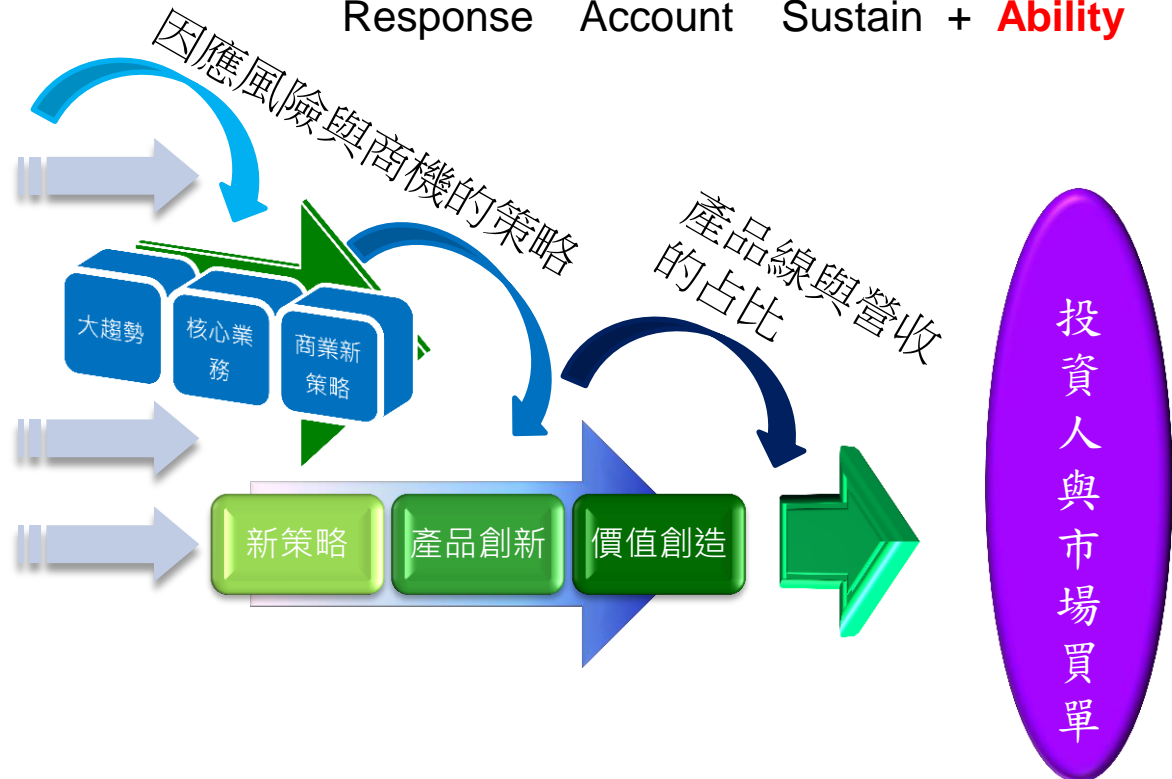 Response Account Sustain + Ability
因應風險與商機的策略
產品線與營收
的占比
大趨勢
核心業
務
商業新
策略
新策略
產品創新
價值創造
投資人與市場買單